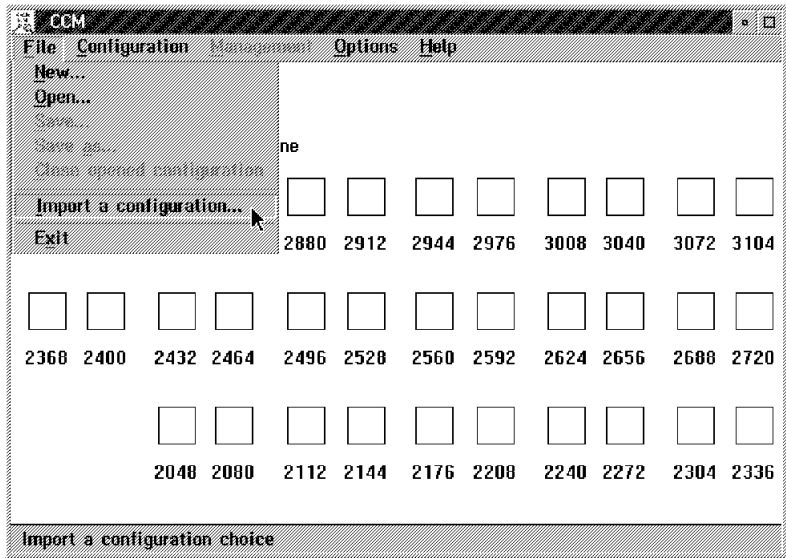 CCM
File Configuration Management Options Help
New...
Open...
Save...
Save as...
Close opened configuration
ne
Import a configuration...
Exit
2880 2912 2944 2976 3008 3040 3072 3104
2368 2400 2432 2464 2496 2528 2560 2592 2624 2656 2688 2720
2048 2080 2112 2144 2176 2208 2240 2272 2304 2336
Import a configuration choice